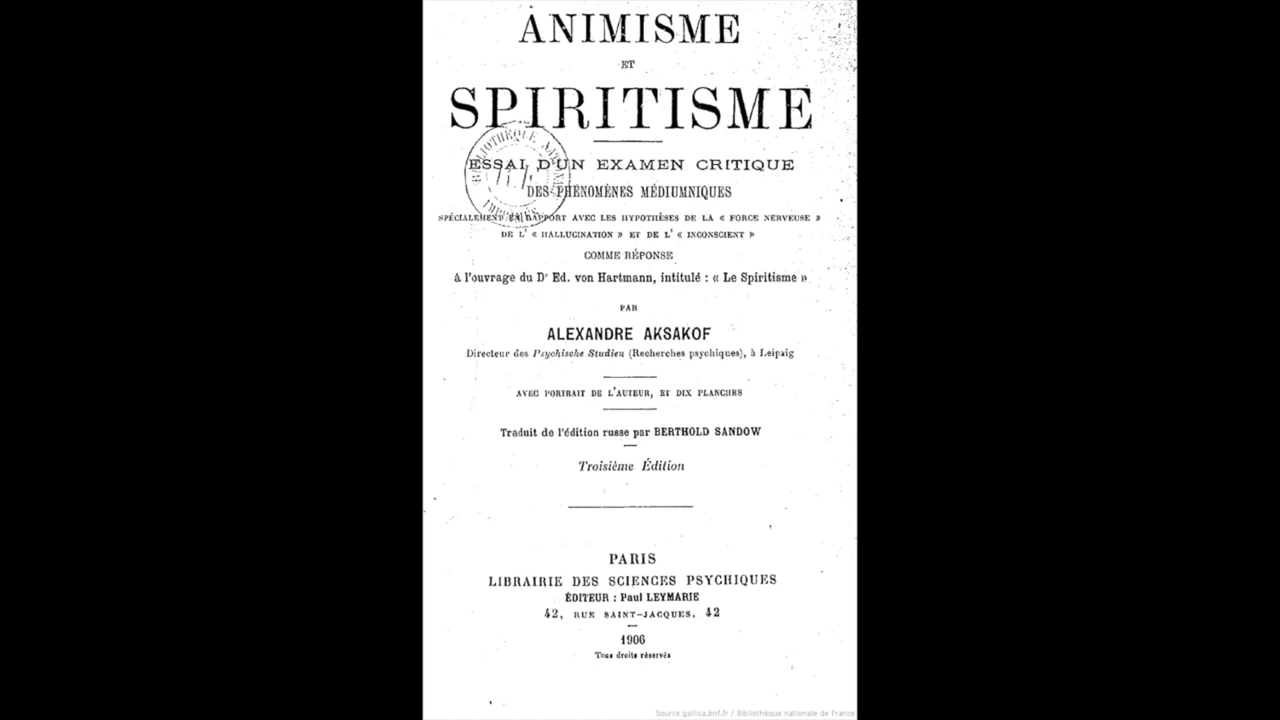 ANIMISME
ET
SPIRITISME
ESSAI D'UN EXAMEN CRITIQUE
DES PHÉNOMÈNES MÉDIUMNIQUES
SPÉCIALEMENT EN RAPPORT AVEC LES HYPOTHÈSES DE LA « FORCE NERVEUSE »
DE L' « HALLUCINATION » ET DE L' « INCONSCIENT »
COMME RÉPONSE
à l'ouvrage du Dr Ed. von Hartmann, intitulé : « Le Spiritisme »
PAR
ALEXANDRE AKSAKOF
Directeur des Psychische Studien (Recherches psychiques), à Leipzig
AVEC PORTRAIT DE L'AUTEUR, ET DIX PLANCHES
Traduit de l'édition russe par BERTHOLD SANDOW
Troisième Édition
PARIS
LIBRAIRIE DES SCIENCES PSYCHIQUES
ÉDITEUR : Paul LEYMARIE
42, RUE SAINT-JACQUES, 42
1906
Tous droits réservés
BIBLIOTHÈQUE NATIONALE
IMPRIMÉS
Source gallica.bnf.fr / Bibliothèque nationale de France